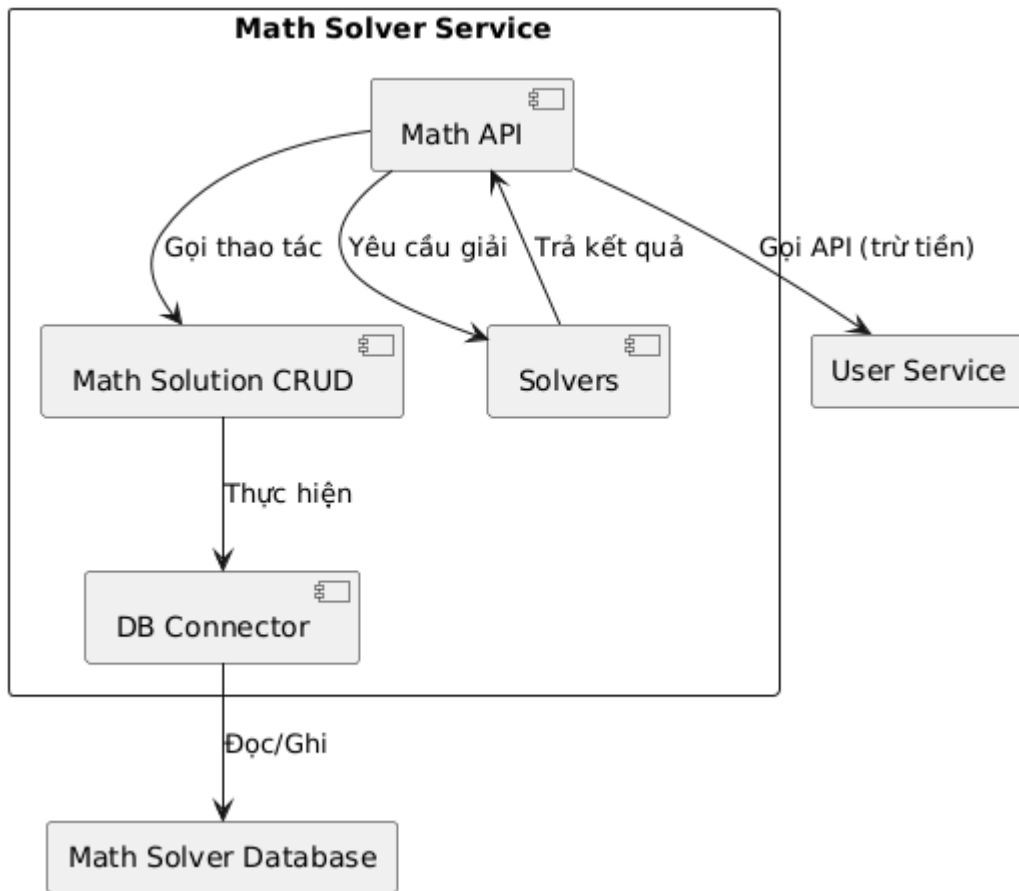 Math Solver Service
Math API
Gọi thao tác
Yêu cầu giải
Trả kết quả
Gọi API (trừ tiền)
Math Solution CRUD
Solvers
User Service
Thực hiện
DB Connector
Đọc/Ghi
Math Solver Database